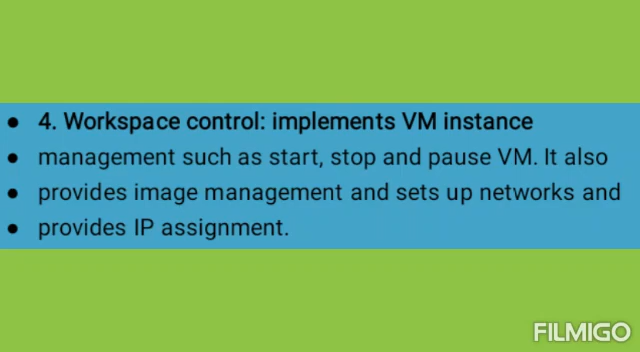 ● 4. Workspace control: implements VM instance
● management such as start, stop and pause VM. It also
● provides image management and sets up networks and
● provides IP assignment.
FILMIGO